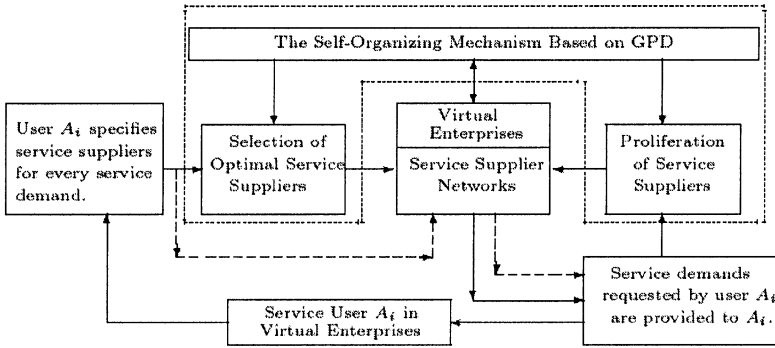 The Self-Organizing Mechanism Based on GPD
User A_i specifies
service suppliers
for every service
demand.
Selection of
Optimal Service
Suppliers
Virtual
Enterprises
Service Supplier
Networks
Proliferation
of Service
Suppliers
Service demands
requested by user A_i
are provided to A_i.
Service User A_i in
Virtual Enterprises